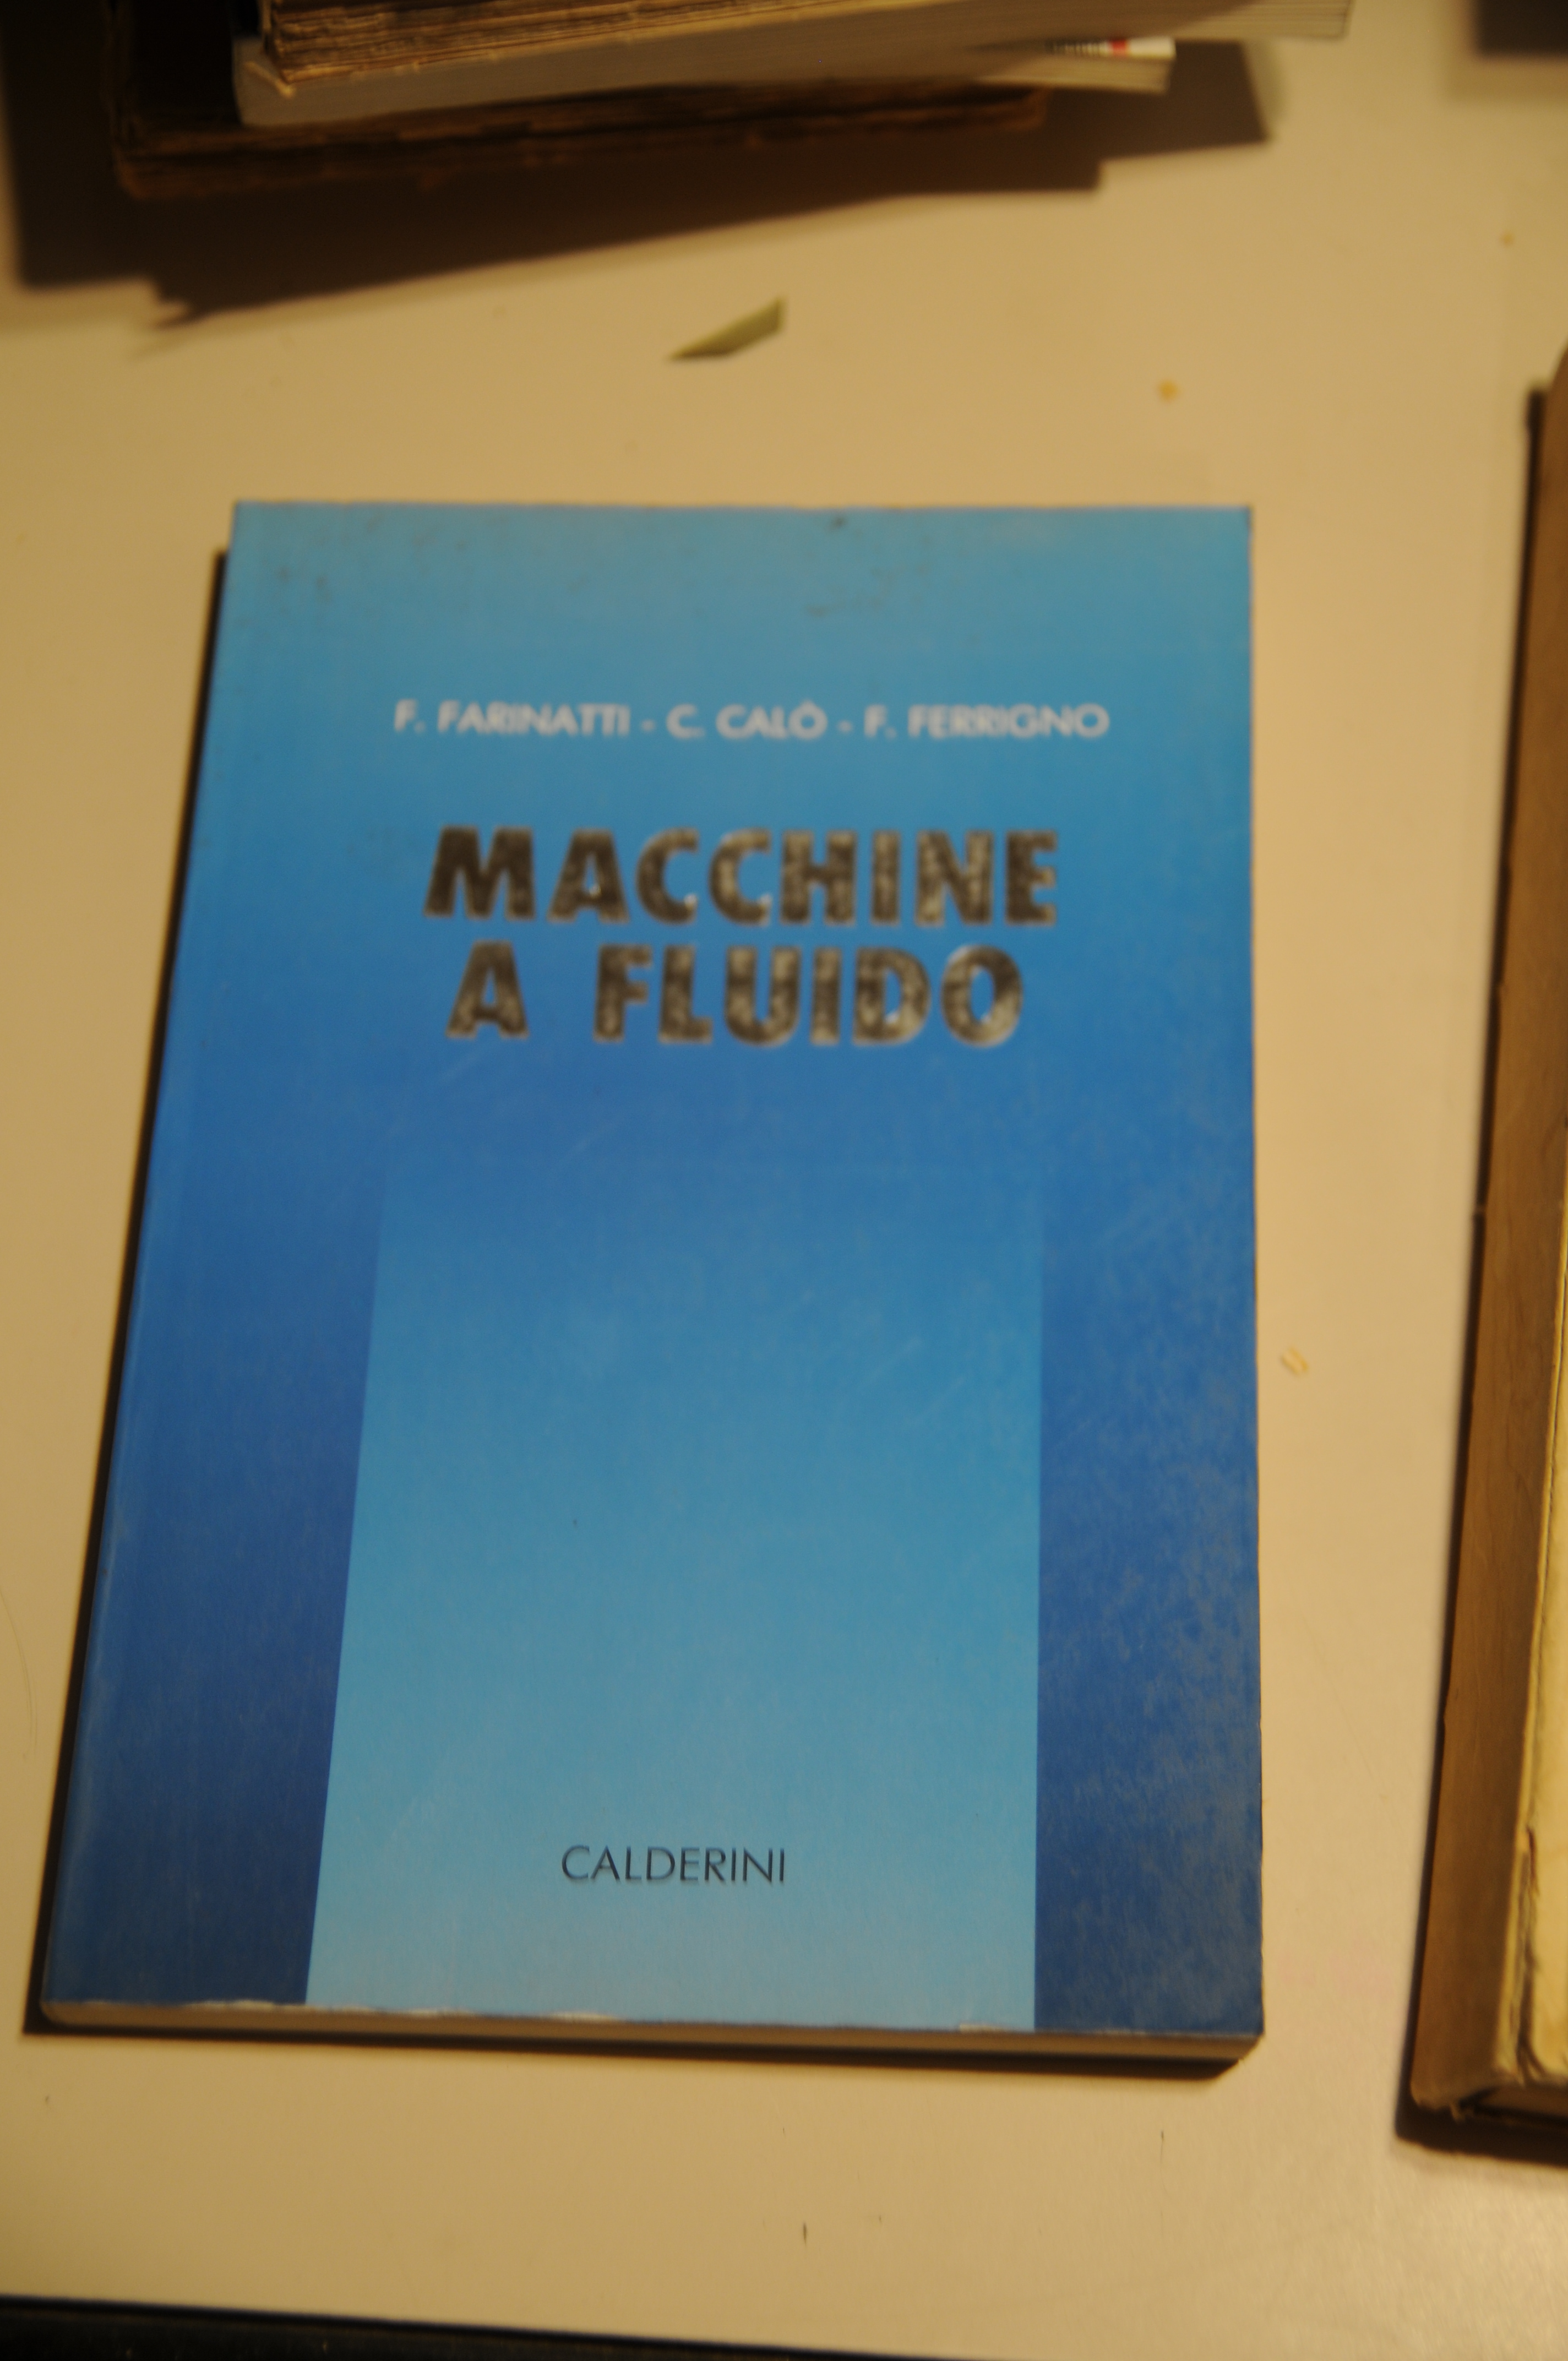 F. FARINATTI - C. CALÒ - F. FERRIGNO
MACCHINE
A FLUIDO
CALDERINI